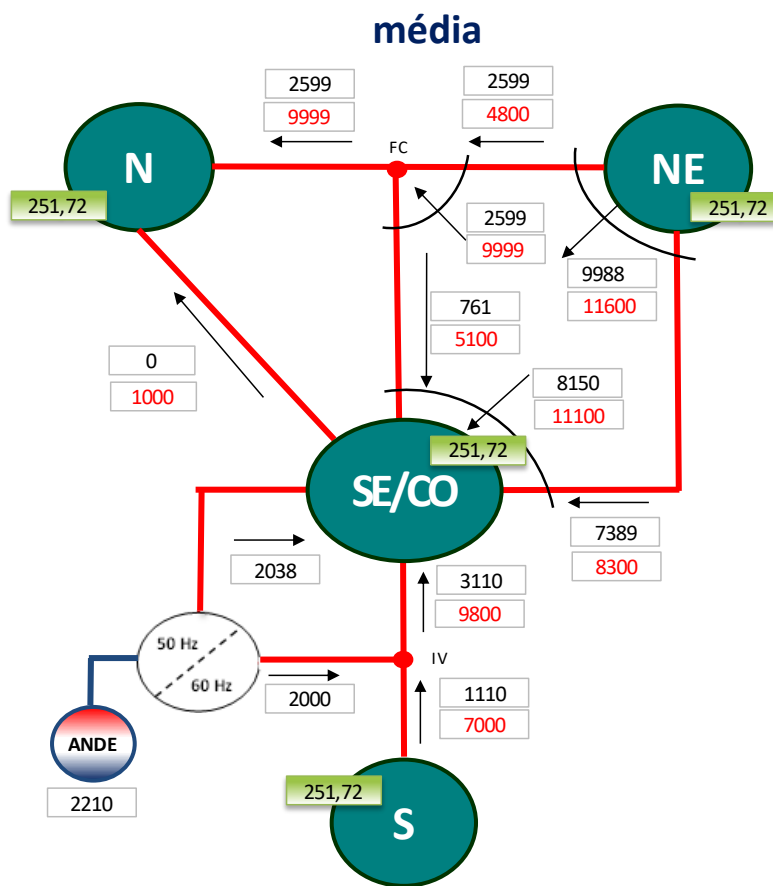 média
2599
9999
2599
4800
FC
N
NE
251,72
251,72
2599
9999
9988
11600
761
5100
0
1000
8150
11100
251,72
SE/CO
7389
8300
2038
3110
9800
50 Hz
60 Hz
IV
2000
1110
7000
ANDE
2210
251,72
S